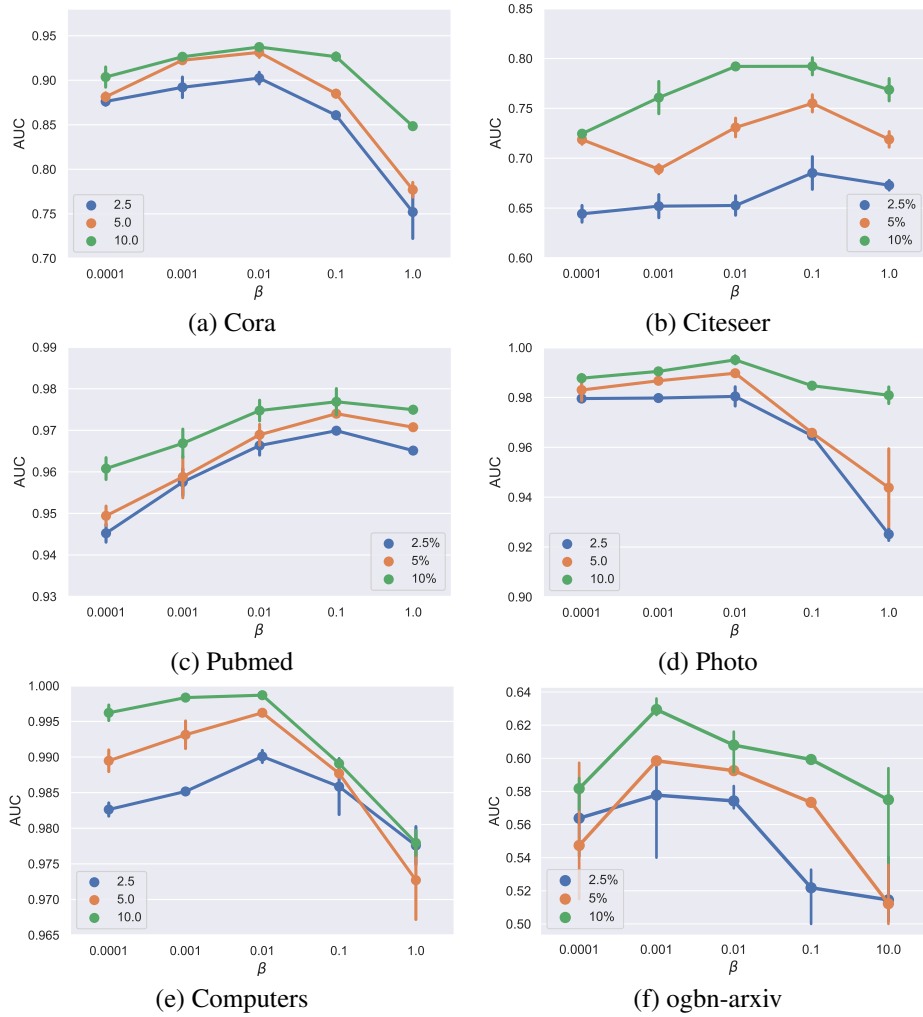 0.95
0.90
0.85
0.80
0.75
0.70
AUC
2.5
5.0
10.0
0.0001 0.001 0.01 0.1 1.0
β
(a) Cora
0.85
0.80
0.75
0.70
0.65
0.60
AUC
2.5%
5%
10%
0.0001 0.001 0.01 0.1 1.0
β
(b) Citeseer
0.99
0.98
0.97
0.96
0.95
0.94
0.93
AUC
2.5%
5%
10%
0.0001 0.001 0.01 0.1 1.0
β
(c) Pubmed
1.00
0.98
0.96
0.94
0.92
0.90
AUC
2.5
5.0
10.0
0.0001 0.001 0.01 0.1 1.0
β
(d) Photo
1.000
0.995
0.990
0.985
0.980
0.975
0.970
0.965
AUC
2.5
5.0
10.0
0.0001 0.001 0.01 0.1 1.0
β
(e) Computers
0.64
0.62
0.60
0.58
0.56
0.54
0.52
0.50
AUC
2.5%
5%
10%
0.0001 0.001 0.01 0.1 10.0
β
(f) ogbn-arxiv